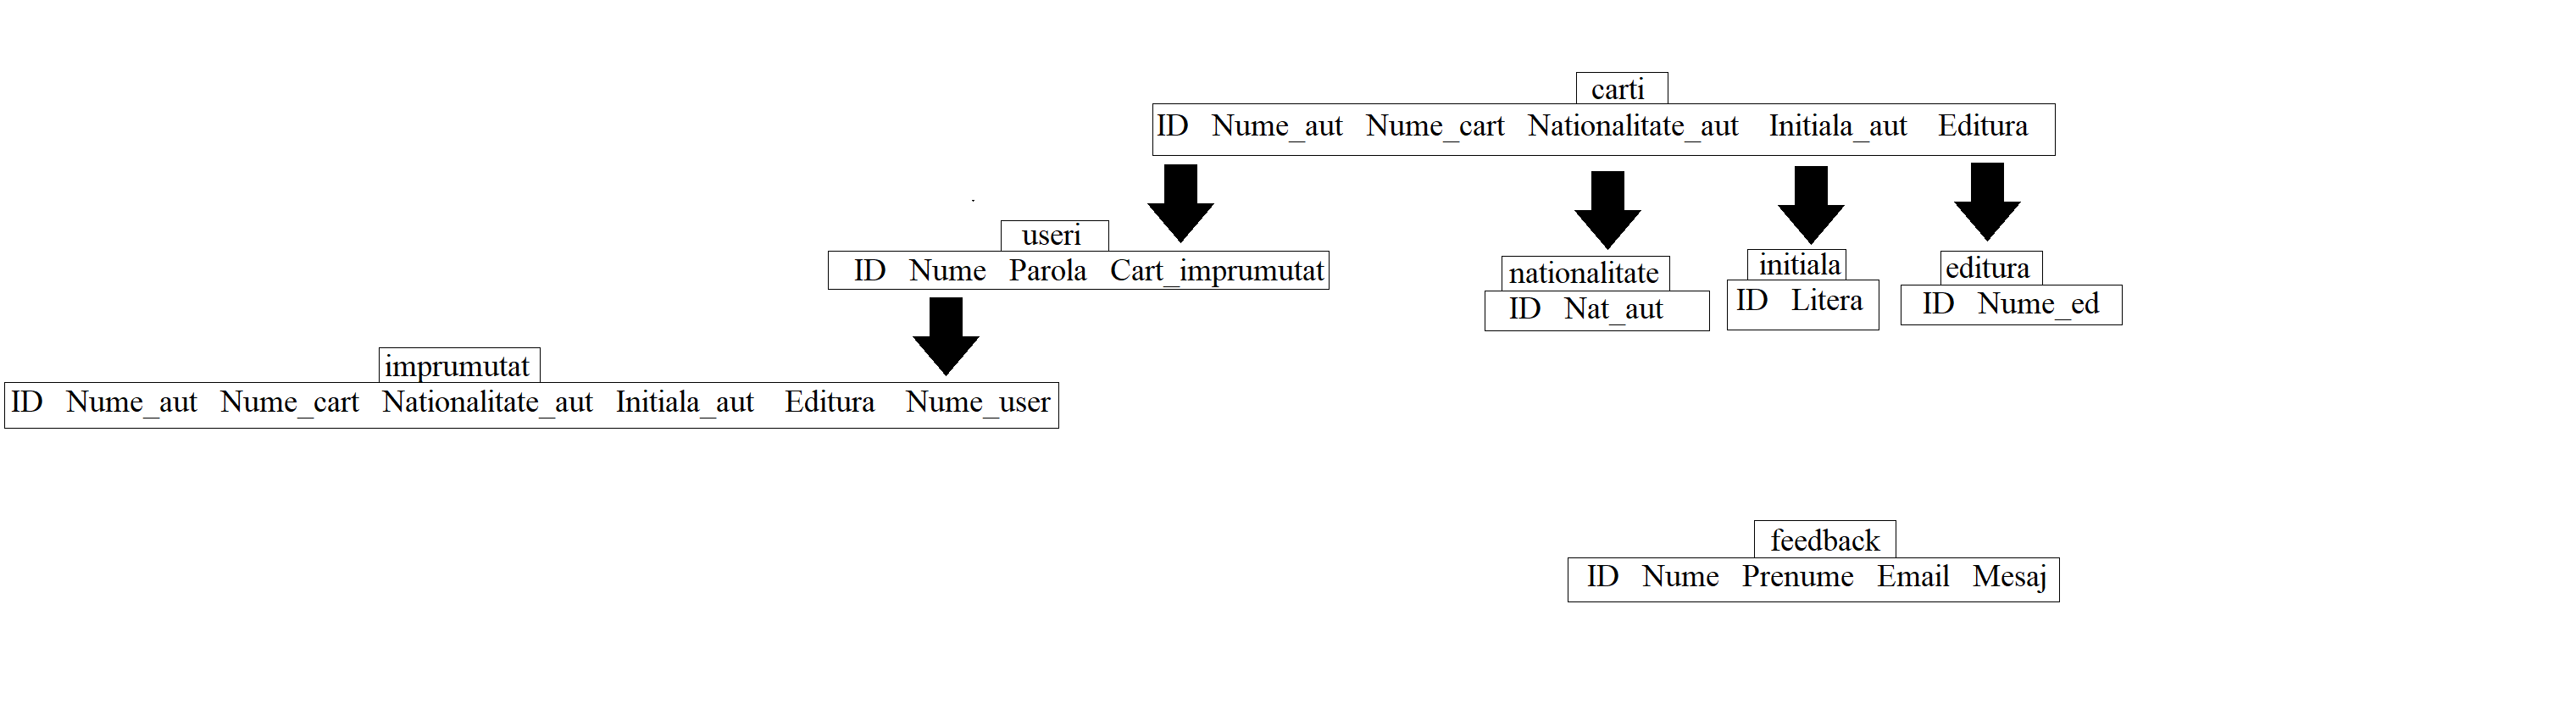 carti
ID Nume_aut Nume_cart Nationalitate_aut Initiala_aut Editura
useri
ID Nume Parola Cart_imprumutat
nationalitate
ID Nat_aut
initiala
ID Litera
editura
ID Nume_ed
imprumutat
ID Nume_aut Nume_cart Nationalitate_aut Initiala_aut Editura Nume_user
feedback
ID Nume Prenume Email Mesaj